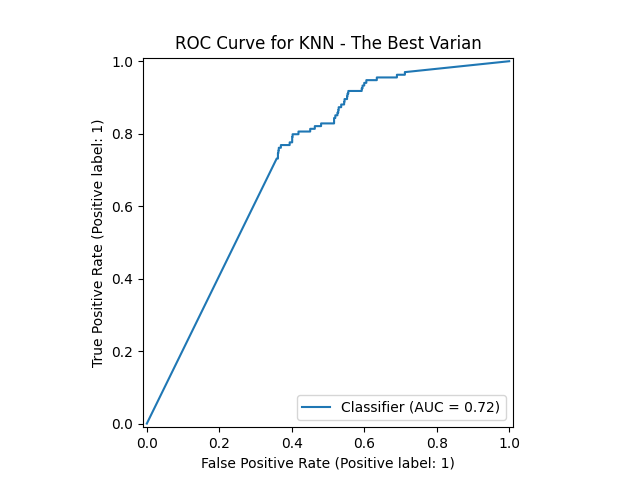 ROC Curve for KNN - The Best Varian
1.0
0.8
0.6
0.4
0.2
0.0
True Positive Rate (Positive label: 1)
Classifier (AUC = 0.72)
0.0 0.2 0.4 0.6 0.8 1.0
False Positive Rate (Positive label: 1)